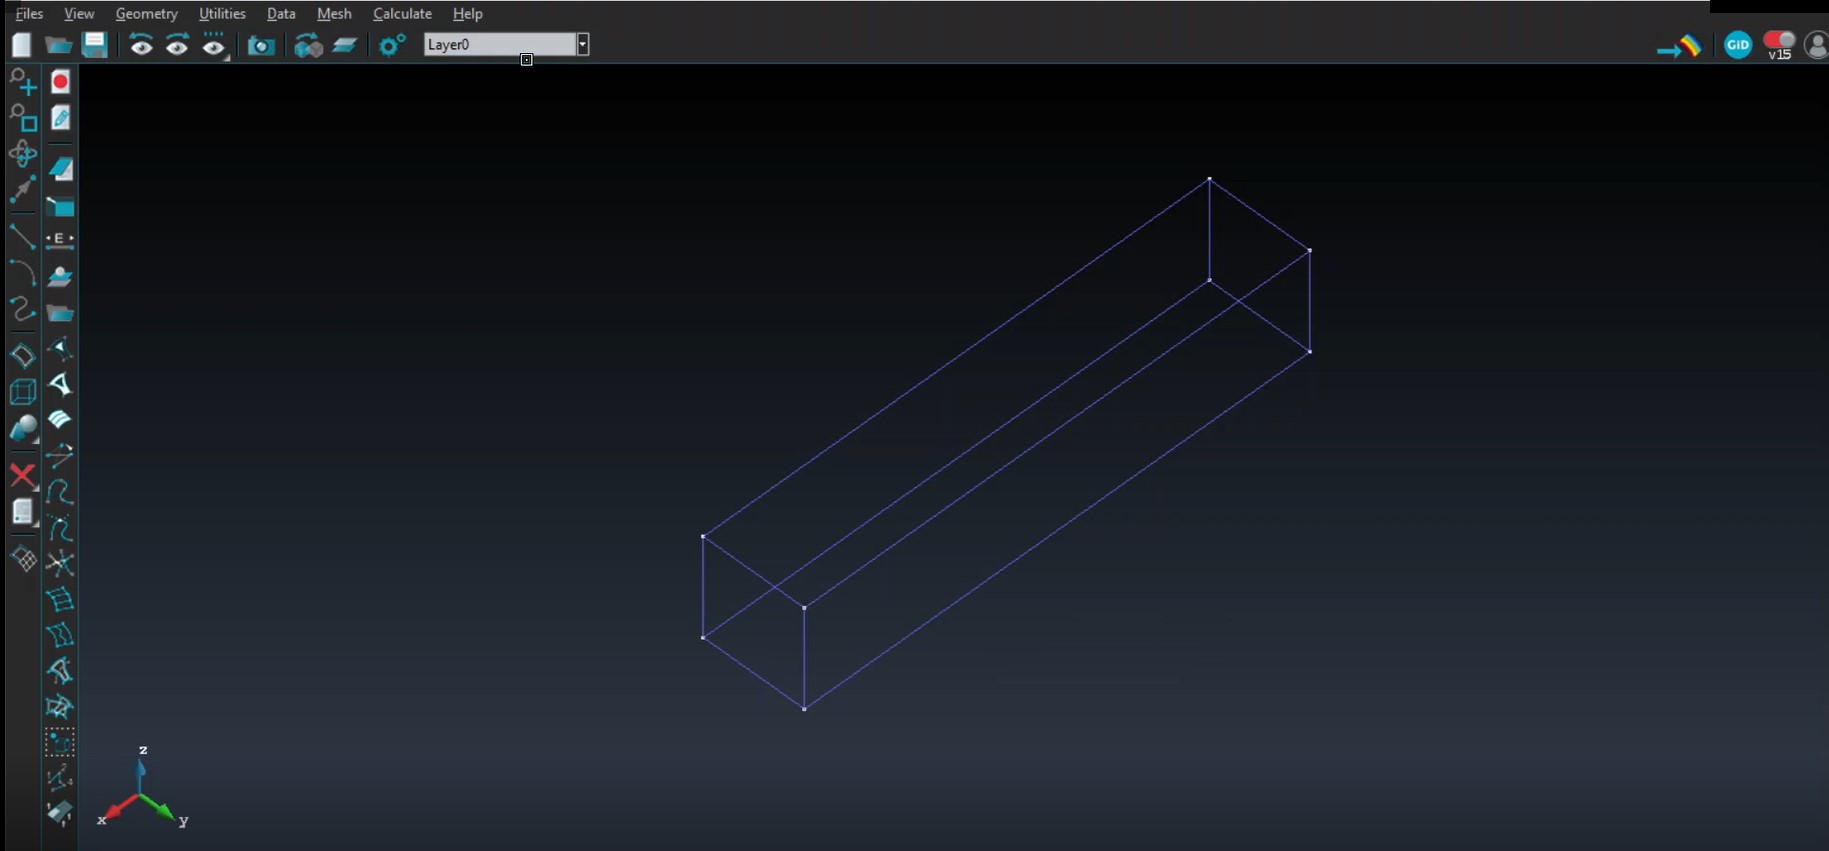 Files View Geometry Utilities Data Mesh Calculate Help
Layer0
GiD
v15
E
z
x
y